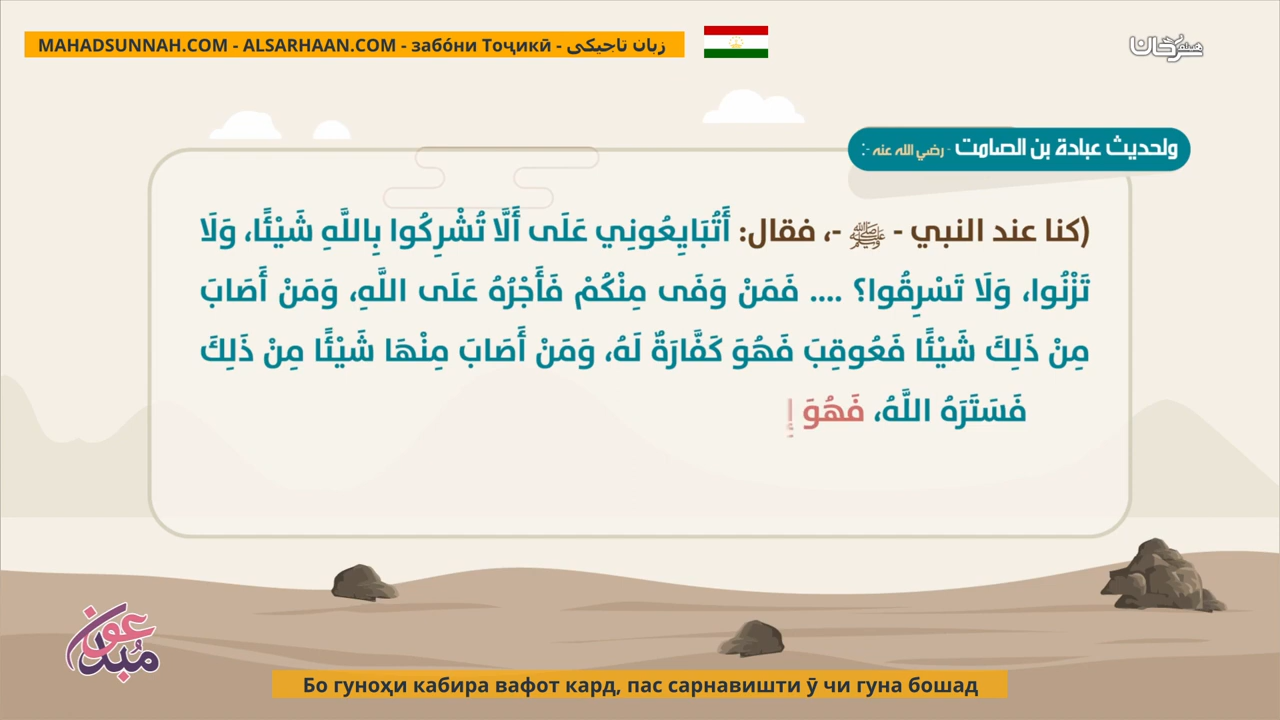 MAHADSUNNAH.COM - ALSARHAAN.COM - забо́ни Тоҷикӣ - زبان تاجیکی
سرحان
ولحديث عبادة بن الصامت - رضي الله عنه -:
(كنا عند النبي - ﷺ -، فقال: أَتُبَايِعُونِي عَلَى أَلَّا تُشْرِكُوا بِاللَّهِ شَيْئًا، وَلَا
تَزْنُوا، وَلَا تَسْرِقُوا؟ .... فَمَنْ وَفَى مِنْكُمْ فَأَجْرُهُ عَلَى اللَّهِ، وَمَنْ أَصَابَ
مِنْ ذَلِكَ شَيْئًا فَعُوقِبَ فَهُوَ كَفَّارَةٌ لَهُ، وَمَنْ أَصَابَ مِنْهَا شَيْئًا مِنْ ذَلِكَ
فَسَتَرَهُ اللَّهُ، فَهُوَ إِ
مبدعون
Бо гуноҳи кабира вафот кард, пас сарнавишти ӯ чи гуна бошад